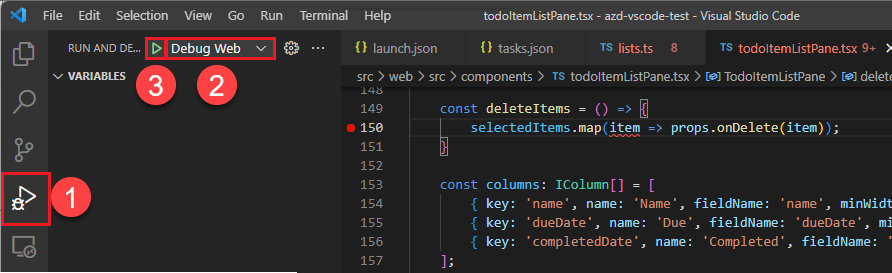 File Edit Selection View Go Run Terminal Help todoItemListPane.tsx - azd-vscode-test - Visual Studio Code
RUN AND DE... Debug Web ...
launch.json tasks.json TS lists.ts 8 TS todoItemListPane.tsx 9+
src > web > src > components > TS todoItemListPane.tsx > TodoItemListPane > delete
VARIABLES
3 2
1
148
149 const deleteItems = () => {
150 selectedItems.map(item => props.onDelete(item));
151 }
152
153 const columns: IColumn[] = [
154 { key: 'name', name: 'Name', fieldName: 'name', minWidt
155 { key: 'dueDate', name: 'Due', fieldName: 'dueDate', mi
156 { key: 'completedDate', name: 'Completed', fieldName: '
157 ];